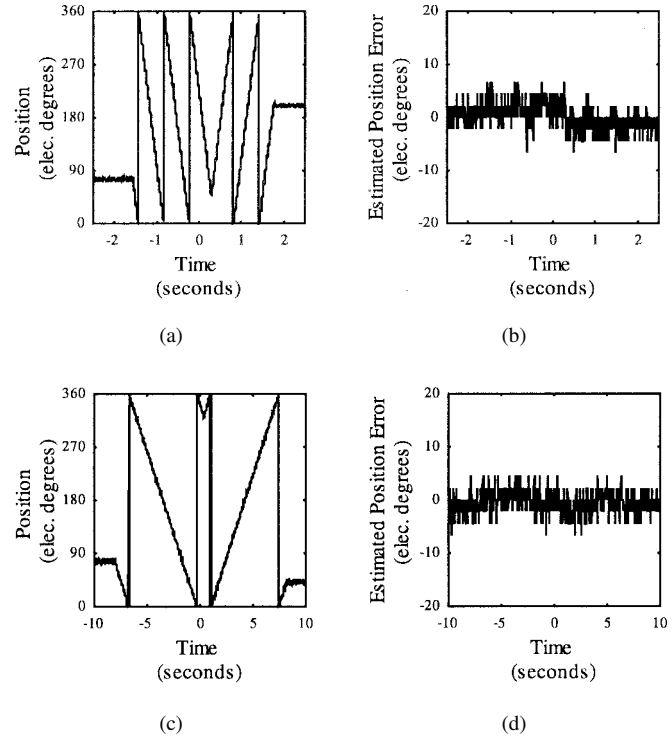 360
270
180
90
0
Position
(elec. degrees)
-2 -1 0 1 2
Time
(seconds)
(a)
20
10
0
-10
-20
Estimated Position Error
(elec. degrees)
-2 -1 0 1 2
Time
(seconds)
(b)
360
270
180
90
0
Position
(elec. degrees)
-10 -5 0 5 10
Time
(seconds)
(c)
20
10
0
-10
-20
Estimated Position Error
(elec. degrees)
-10 -5 0 5 10
Time
(seconds)
(d)